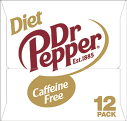 Diet
Dr
Pepper
Est.1885
Caffeine
Free
12
PACK